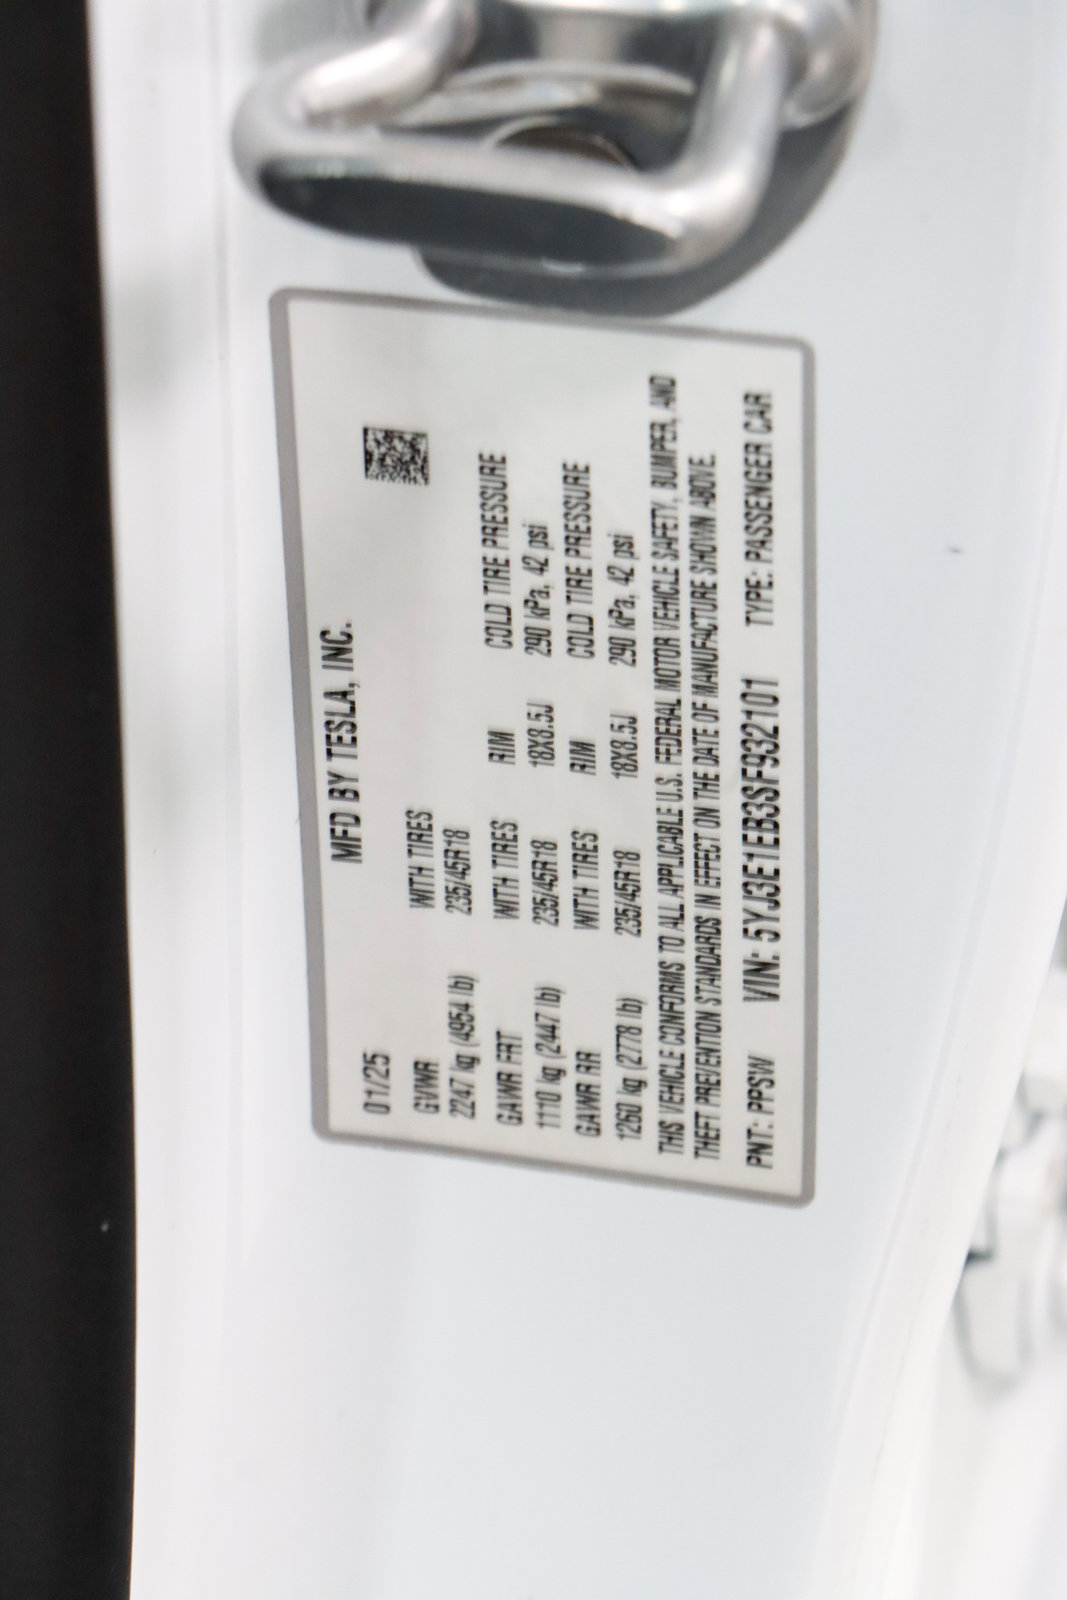 MFD BY TESLA, INC.
01/25
GVWR WITH TIRES
2247 kg (4954 lb) 235/45R18
GAWR FRT WITH TIRES RIM COLD TIRE PRESSURE
1110 kg (2447 lb) 235/45R18 18X8.5J 290 kPa, 42 psi
GAWR RR WITH TIRES RIM COLD TIRE PRESSURE
1260 kg (2778 lb) 235/45R18 18X8.5J 290 kPa, 42 psi
THIS VEHICLE CONFORMS TO ALL APPLICABLE U.S. FEDERAL MOTOR VEHICLE SAFETY, BUMPER, AND
THEFT PREVENTION STANDARDS IN EFFECT ON THE DATE OF MANUFACTURE SHOWN ABOVE.
PNT: PPSW VIN: 5YJ3E1EB3SF932101 TYPE: PASSENGER CAR